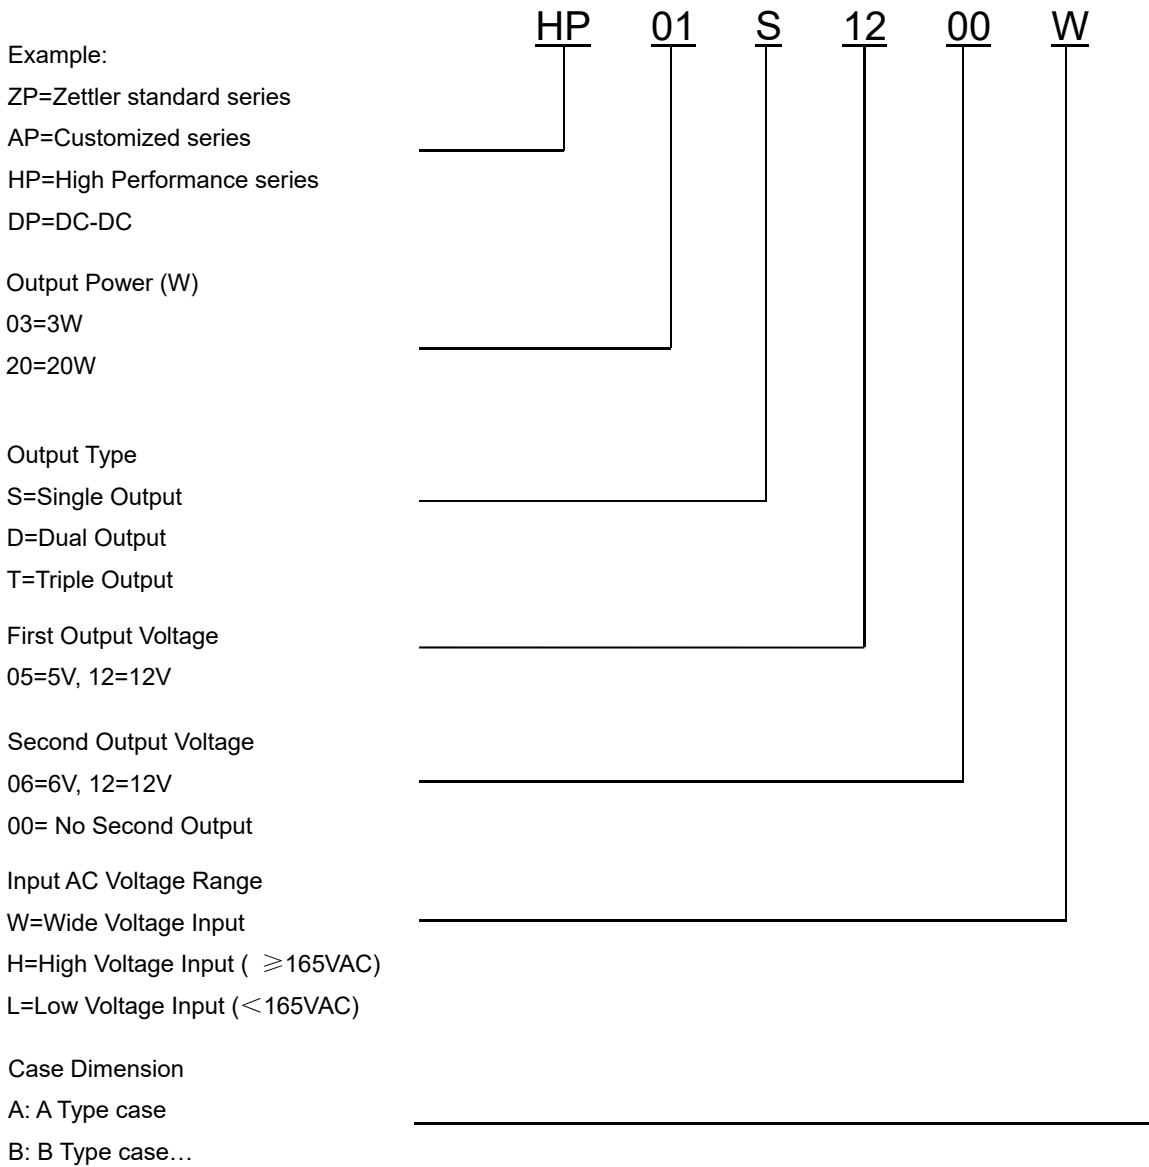 HP 01 S 12 00 W
Example:
ZP=Zettler standard series
AP=Customized series
HP=High Performance series
DP=DC-DC
Output Power (W)
03=3W
20=20W
Output Type
S=Single Output
D=Dual Output
T=Triple Output
First Output Voltage
05=5V, 12=12V
Second Output Voltage
06=6V, 12=12V
00= No Second Output
Input AC Voltage Range
W=Wide Voltage Input
H=High Voltage Input ( ≥165VAC)
L=Low Voltage Input (<165VAC)
Case Dimension
A: A Type case
B: B Type case…